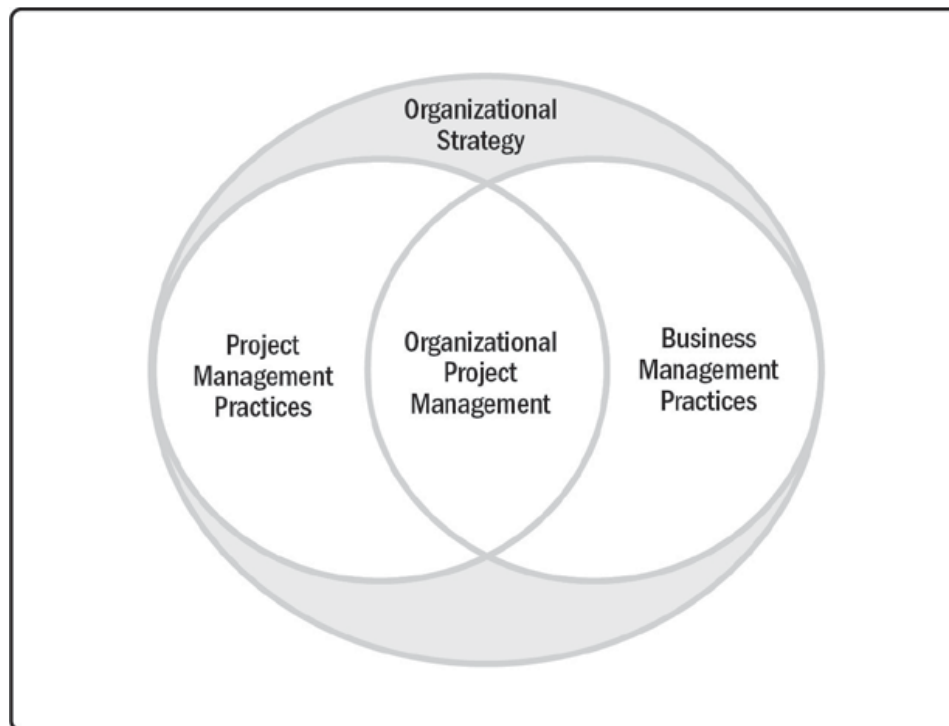 Organizational
Strategy
Project
Management
Practices
Organizational
Project
Management
Business
Management
Practices